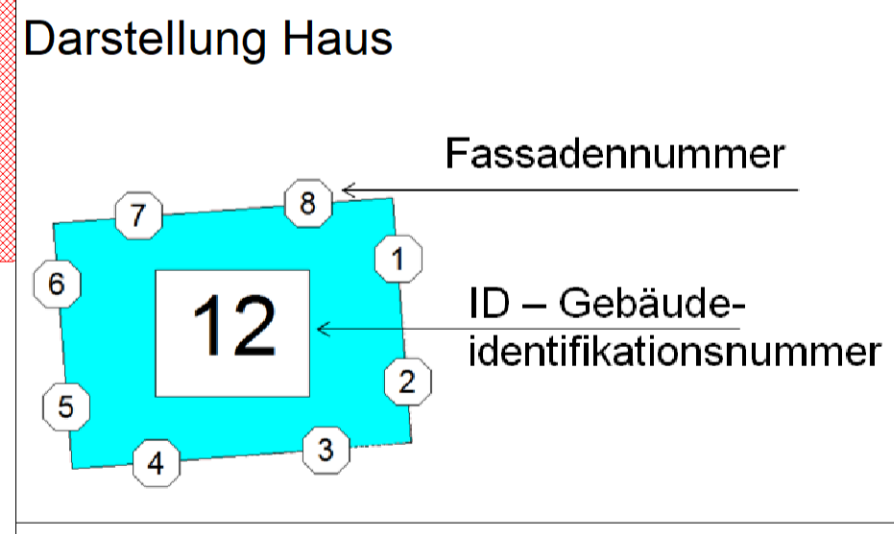 Darstellung Haus
Fassadennummer
7
8
1
6
12
ID – Gebäude-
identifikationsnummer
2
5
3
4